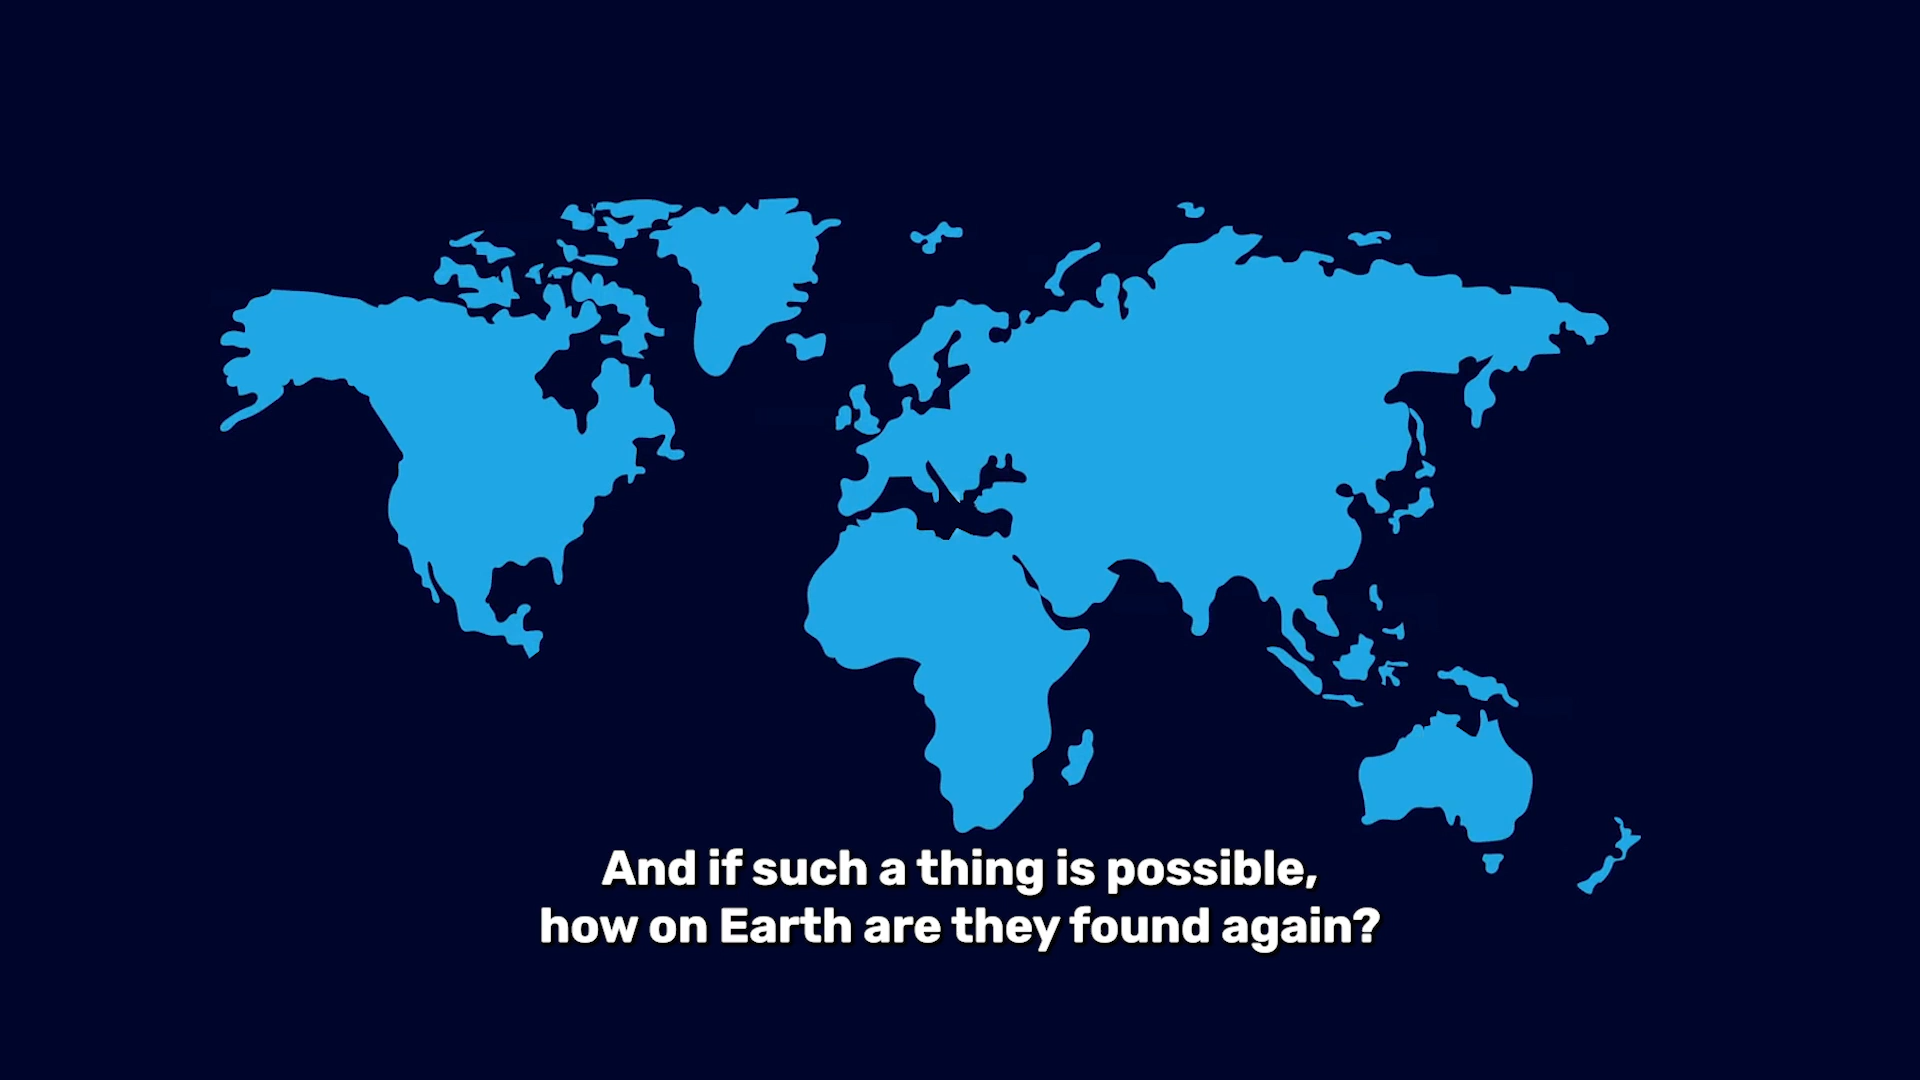 And if such a thing is possible,
how on Earth are they found again?